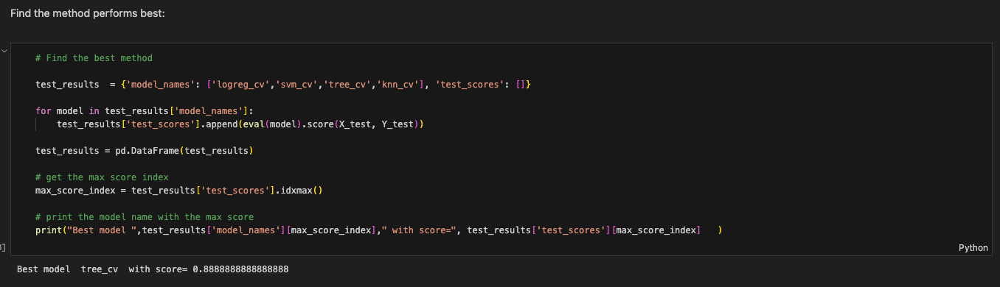 Find the method performs best:
# Find the best method
test_results  = {'model_names': ['logreg_cv','svm_cv','tree_cv','knn_cv'], 'test_scores': []}
for model in test_results['model_names']:
    test_results['test_scores'].append(eval(model).score(X_test, Y_test))
test_results = pd.DataFrame(test_results)
# get the max score index
max_score_index = test_results['test_scores'].idxmax()
# print the model name with the max score
print("Best model ",test_results['model_names'][max_score_index]," with score=", test_results['test_scores'][max_score_index]   )
Python
Best model  tree_cv  with score= 0.8888888888888888